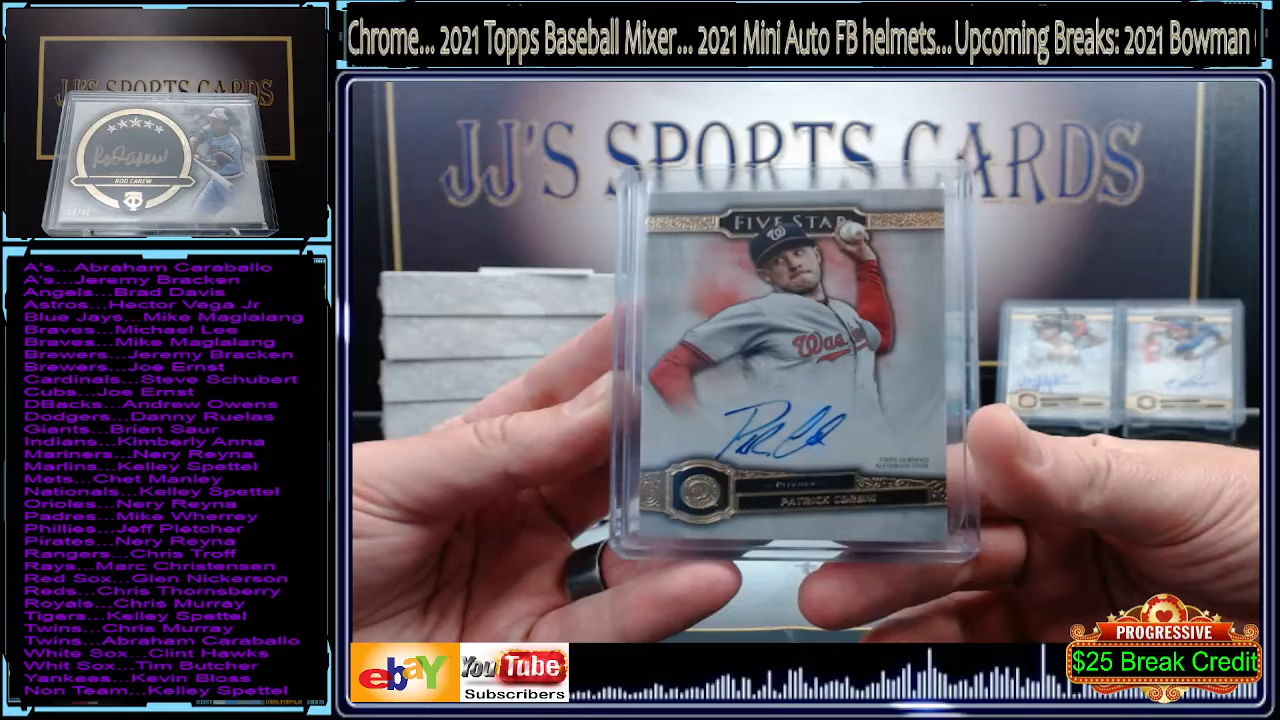 Chrome... 2021 Topps Baseball Mixer... 2021 Mini Auto FB helmets...Upcoming Breaks: 2021 Bowman
JJ'S SPORTS CARDS
Rod Carew
ROD CAREW
A's...Abraham Caraballo
A's...Jeremy Bracken
Angels...Brad Davis
Astros...Hector Vega Jr
Blue Jays...Mike Maglalang
Braves...Michael Lee
Braves...Mike Maglalang
Brewers...Jeremy Bracken
Brewers...Joe Ernst
Cardinals...Steve Schubert
Cubs...Joe Ernst
DBacks...Andrew Owens
Dodgers...Danny Ruelas
Giants...Brian Saur
Indians...Kimberly Anna
Mariners...Nery Reyna
Marlins...Kelley Spettel
Mets...Chet Manley
Nationals...Kelley Spettel
Orioles...Nery Reyna
Padres...Mike Wherrey
Phillies...Jeff Pletcher
Pirates...Nery Reyna
Rangers...Chris Troff
Rays...Marc Christensen
Red Sox...Glen Nickerson
Reds...Chris Thornsberry
Royals...Chris Murray
Tigers...Kelley Spettel
Twins...Chris Murray
Twins...Abraham Caraballo
White Sox...Clint Hawks
Whit Sox...Tim Butcher
Yankees...Kevin Bloss
Non Team...Kelley Spettel
JJ'S SPORTS CARDS
FIVE STAR
W
Was
PITCHER
PATRICK CORBIN
ebay
YouTube
Subscribers
PROGRESSIVE
$25 Break Credit